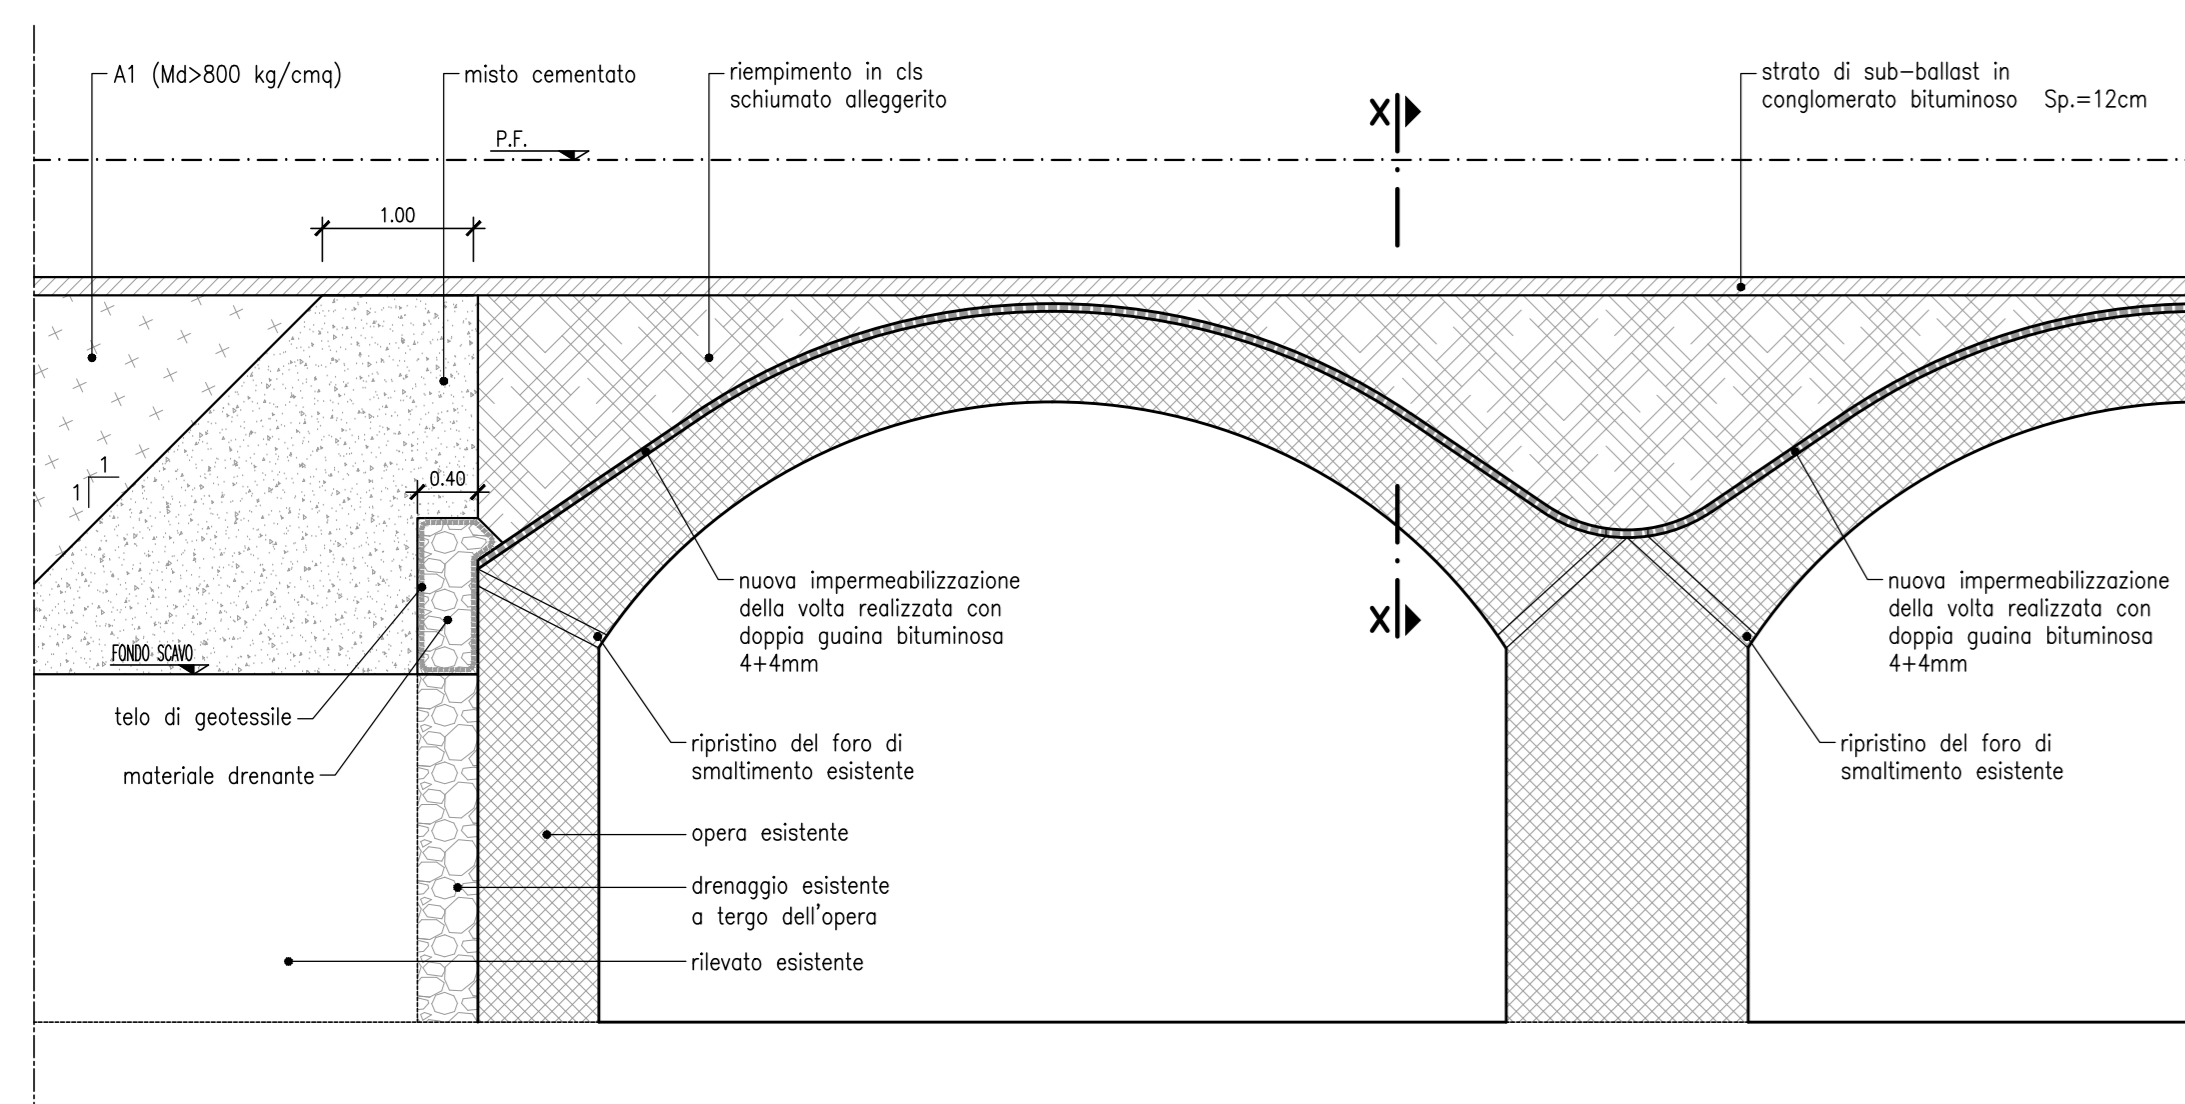 A1 (Md>800 kg/cmq)
misto cementato
riempimento in cls
schiumato alleggerito
strato di sub-ballast in
conglomerato bituminoso Sp.=12cm
X
P.F.
1.00
1
1
0.40
nuova impermeabilizzazione
della volta realizzata con
doppia guaina bituminosa
4+4mm
X
nuova impermeabilizzazione
della volta realizzata con
doppia guaina bituminosa
4+4mm
FONDO SCAVO
telo di geotessile
materiale drenante
ripristino del foro di
smaltimento esistente
ripristino del foro di
smaltimento esistente
opera esistente
drenaggio esistente
a tergo dell'opera
rilevato esistente